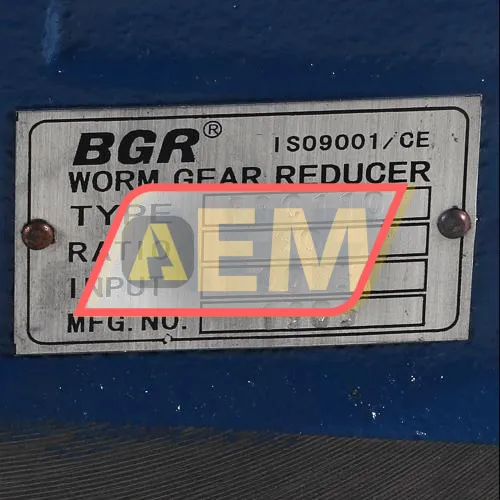 BGR® ISO9001/CE
WORM GEAR REDUCER
TYPE
RATIO
INPUT
MFG. NO.
AEM